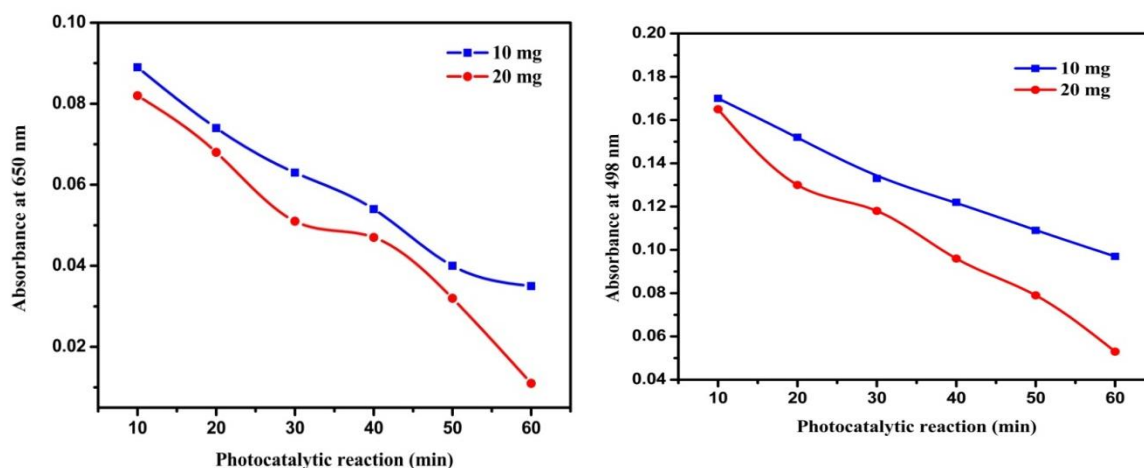 0.10
0.08
0.06
0.04
0.02
10 20 30 40 50 60
Absorbance at 650 nm
Photocatalytic reaction (min)
10 mg
20 mg
0.20
0.18
0.16
0.14
0.12
0.10
0.08
0.06
0.04
10 20 30 40 50 60
Absorbance at 498 nm
Photocatalytic reaction (min)
10 mg
20 mg